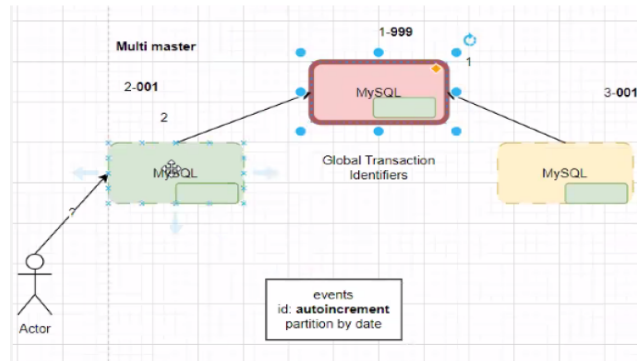 1-999
Multi master
1
2-001
MySQL
3-001
2
Global Transaction
Identifiers
MySQL
MySQL
?
events
id: autoincrement
partition by date
Actor